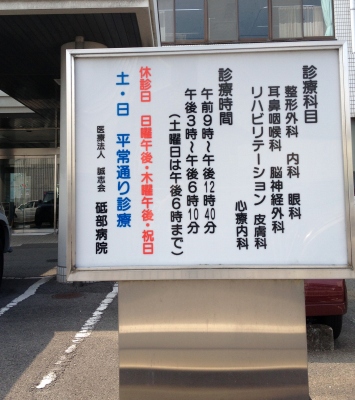 診療科目
整形外科 内科 眼科
耳鼻咽喉科 脳神経外科
リハビリテーション 皮膚科
心療内科
診療時間
午前9時~午後12時40分
午後3時~午後6時10分
(土曜日は午後6時まで)
休診日 日曜午後・木曜午後・祝日
土・日 平常通り診療
医療法人 誠志会 砥部病院